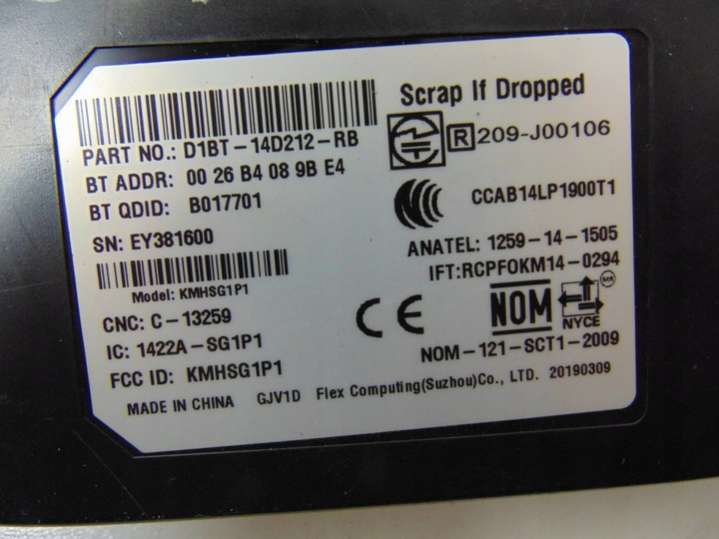 Scrap If Dropped
PART NO.: D1BT-14D212-RB
R 209-J00106
BT ADDR: 00 26 B4 08 9B E4
BT QDID: B017701
CCAB14LP1900T1
SN: EY381600
ANATEL: 1259-14-1505
IFT:RCPFOKM14-0294
Model: KMHSG1P1
CNC: C-13259
CE
NOM
NYCE
IC: 1422A-SG1P1
NOM-121-SCT1-2009
FCC ID: KMHSG1P1
MADE IN CHINA GJV1D Flex Computing(Suzhou)Co., LTD. 20190309